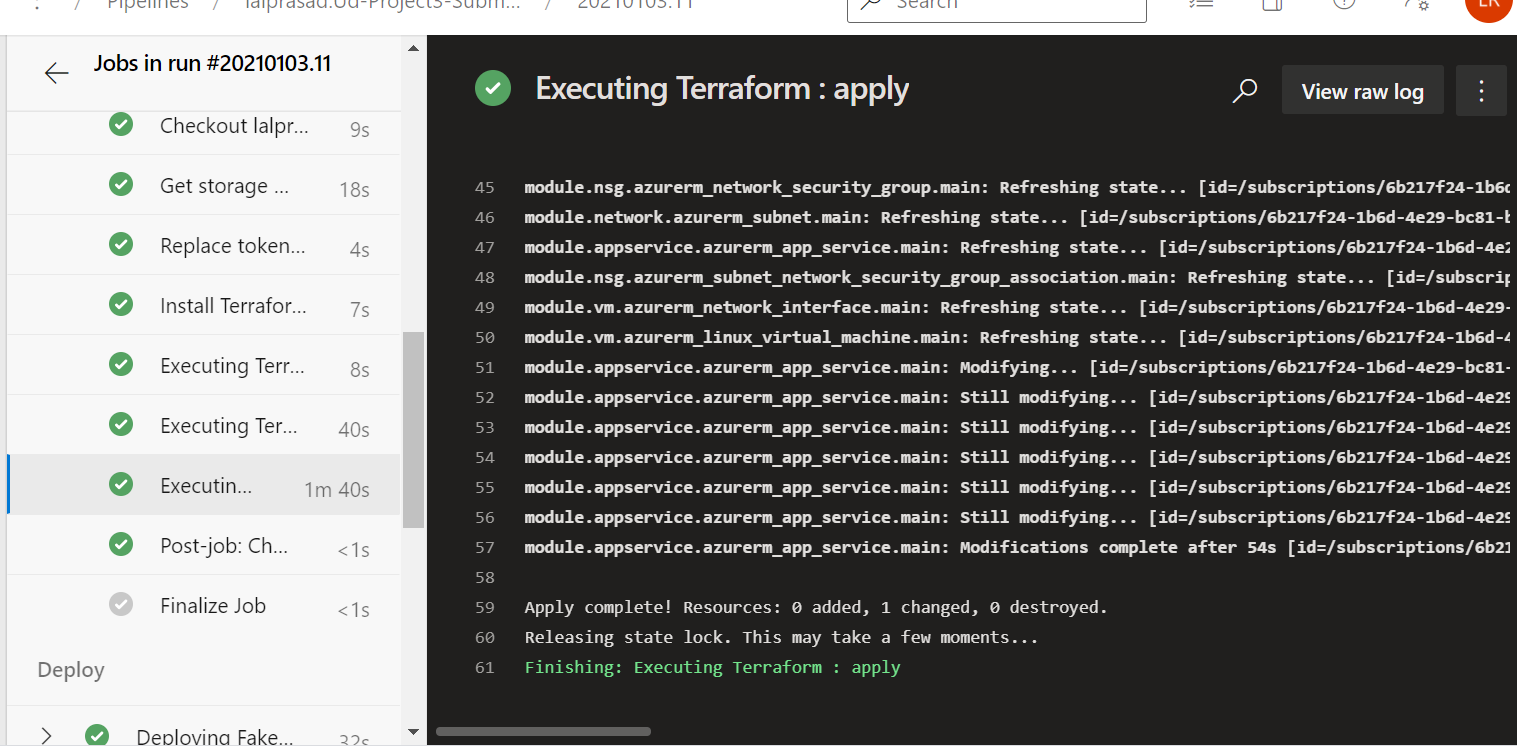 / Pipelines / lalprasad.Ud-Project3-Subm... / 20210103.11
Search
LR
Jobs in run #20210103.11
Checkout lalpr... 9s
Get storage ... 18s
Replace token... 4s
Install Terrafor... 7s
Executing Terr... 8s
Executing Ter... 40s
Executin... 1m 40s
Post-job: Ch... <1s
Finalize Job <1s
Deploy
Deploying Fake... 32s
Executing Terraform : apply
View raw log
45 module.nsg.azurerm_network_security_group.main: Refreshing state... [id=/subscriptions/6b217f24-1b6d
46 module.network.azurerm_subnet.main: Refreshing state... [id=/subscriptions/6b217f24-1b6d-4e29-bc81-b
47 module.appservice.azurerm_app_service.main: Refreshing state... [id=/subscriptions/6b217f24-1b6d-4e2
48 module.nsg.azurerm_subnet_network_security_group_association.main: Refreshing state... [id=/subscrip
49 module.vm.azurerm_network_interface.main: Refreshing state... [id=/subscriptions/6b217f24-1b6d-4e29-
50 module.vm.azurerm_linux_virtual_machine.main: Refreshing state... [id=/subscriptions/6b217f24-1b6d-4
51 module.appservice.azurerm_app_service.main: Modifying... [id=/subscriptions/6b217f24-1b6d-4e29-bc81-
52 module.appservice.azurerm_app_service.main: Still modifying... [id=/subscriptions/6b217f24-1b6d-4e29
53 module.appservice.azurerm_app_service.main: Still modifying... [id=/subscriptions/6b217f24-1b6d-4e29
54 module.appservice.azurerm_app_service.main: Still modifying... [id=/subscriptions/6b217f24-1b6d-4e29
55 module.appservice.azurerm_app_service.main: Still modifying... [id=/subscriptions/6b217f24-1b6d-4e29
56 module.appservice.azurerm_app_service.main: Still modifying... [id=/subscriptions/6b217f24-1b6d-4e29
57 module.appservice.azurerm_app_service.main: Modifications complete after 54s [id=/subscriptions/6b21
58
59 Apply complete! Resources: 0 added, 1 changed, 0 destroyed.
60 Releasing state lock. This may take a few moments...
61 Finishing: Executing Terraform : apply